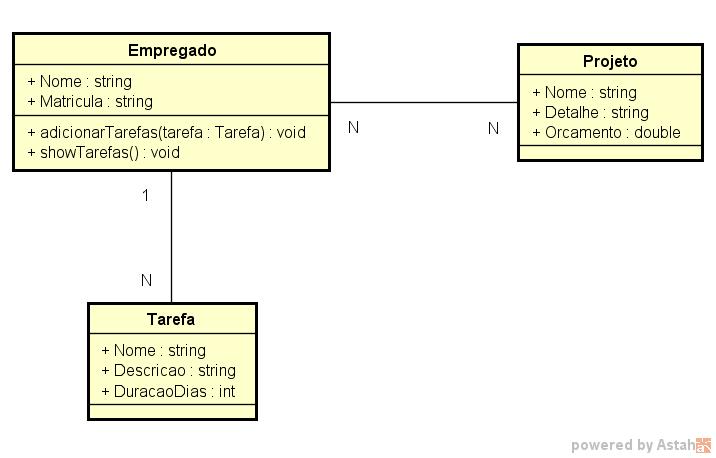 Empregado
+ Nome : string
+ Matricula : string
+ adicionarTarefas(tarefa : Tarefa) : void
+ showTarefas() : void
Projeto
+ Nome : string
+ Detalhe : string
+ Orcamento : double
N
N
1
N
Tarefa
+ Nome : string
+ Descricao : string
+ DuracaoDias : int
powered by Astah